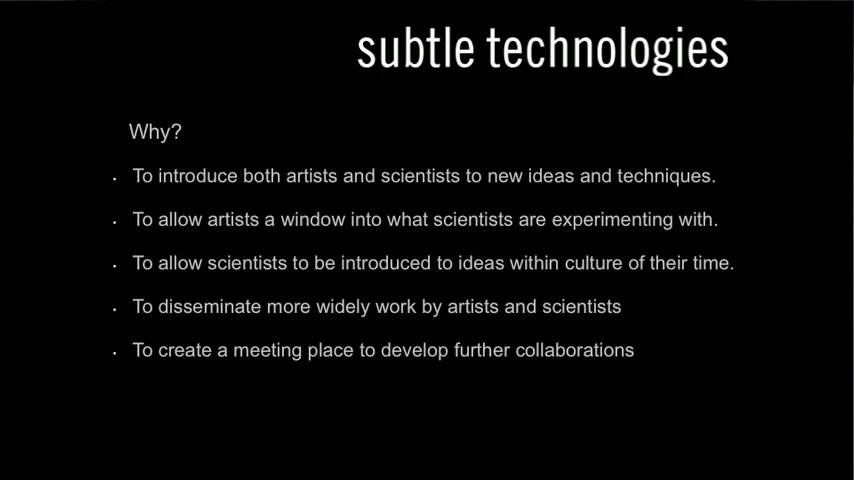 subtle technologies
Why?
· To introduce both artists and scientists to new ideas and techniques.
· To allow artists a window into what scientists are experimenting with.
· To allow scientists to be introduced to ideas within culture of their time.
· To disseminate more widely work by artists and scientists
· To create a meeting place to develop further collaborations